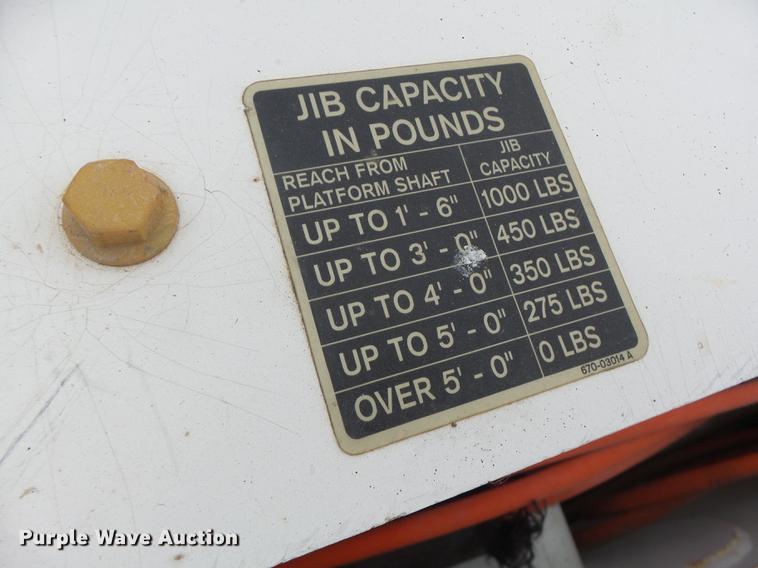 JIB CAPACITY
IN POUNDS
REACH FROM
PLATFORM SHAFT
JIB
CAPACITY
UP TO 1' - 6" 1000 LBS
UP TO 3' - 0" 450 LBS
UP TO 4' - 0" 350 LBS
UP TO 5' - 0" 275 LBS
OVER 5' - 0" 0 LBS
670-03014 A
Purple Wave Auction